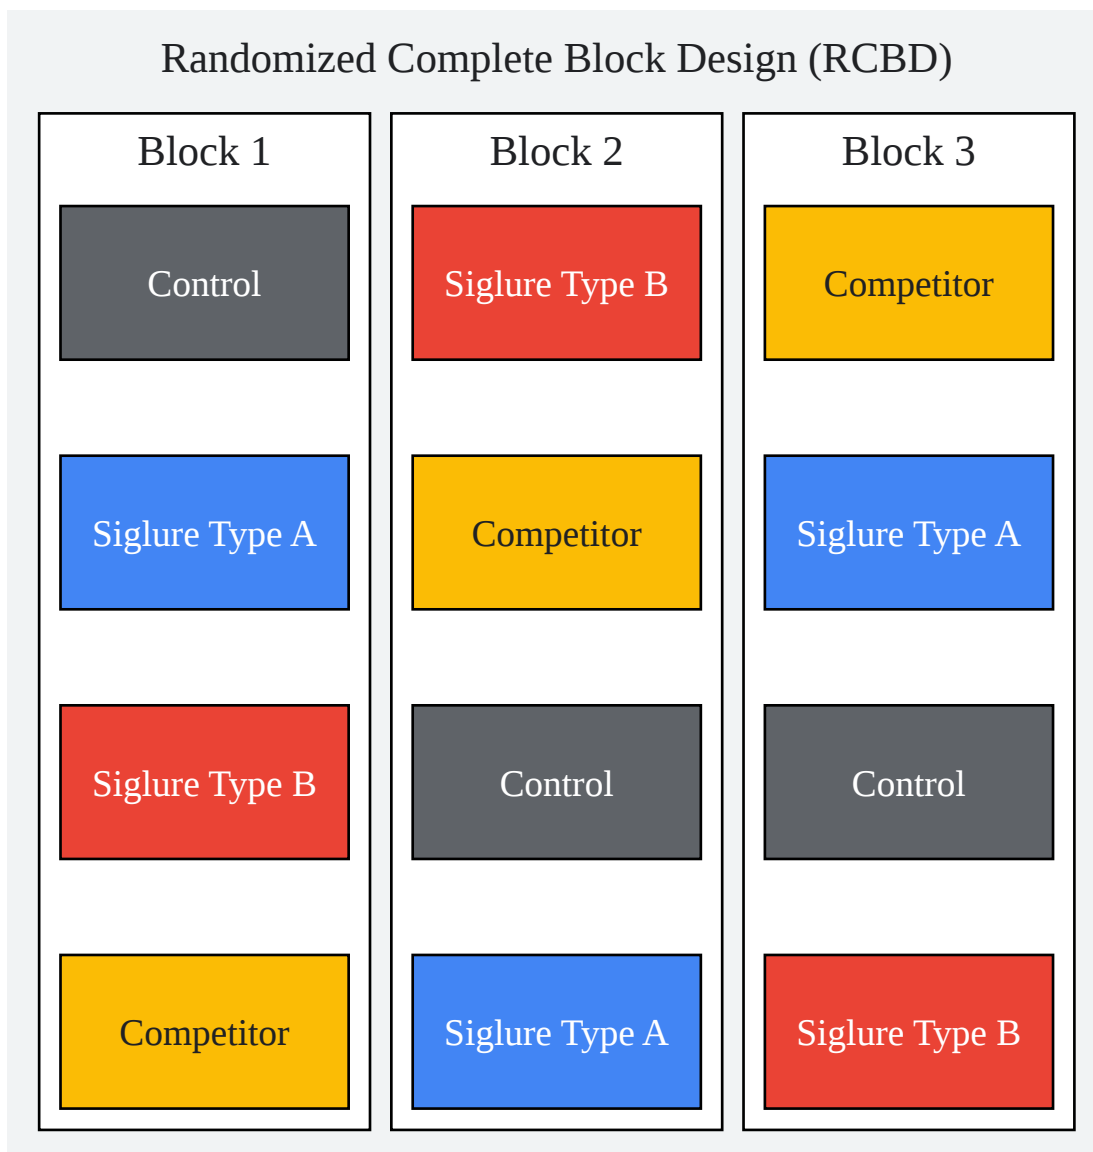 Randomized Complete Block Design (RCBD)
Block 1
Control
Siglure Type A
Siglure Type B
Competitor
Block 2
Siglure Type B
Competitor
Control
Siglure Type A
Block 3
Competitor
Siglure Type A
Control
Siglure Type B